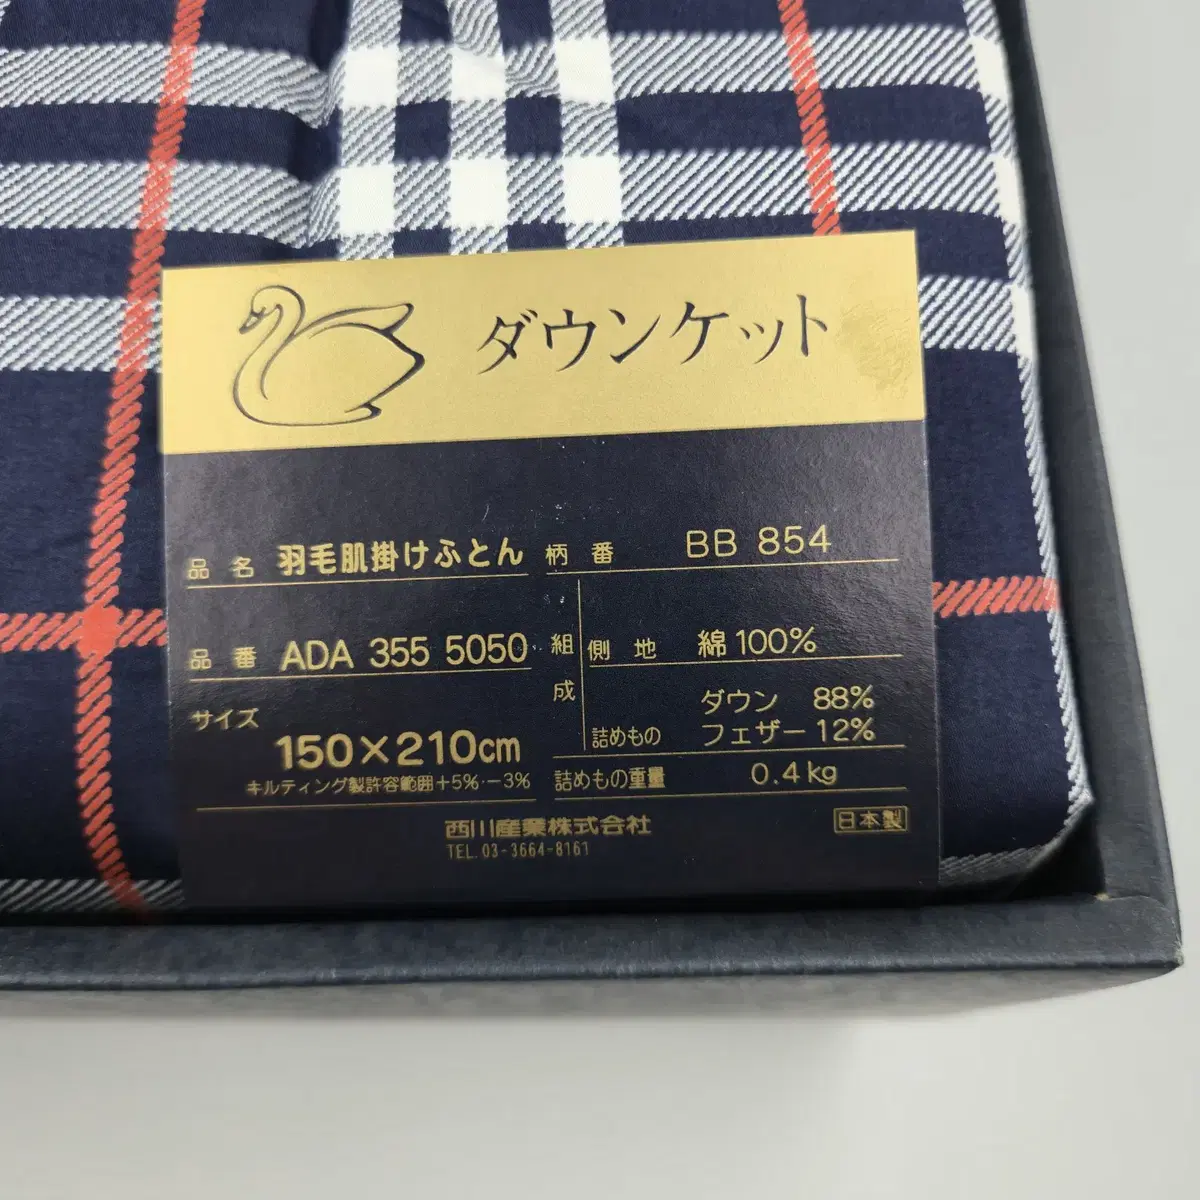 ダウンケット
品名 羽毛肌掛けふとん 柄番 BB 854
品番 ADA 355 5050
組成 側地 綿100%
詰めもの ダウン 88%
フェザー 12%
サイズ 150×210cm
キルティング製許容範囲+5%·−3%
詰めもの重量 0.4kg
西川産業株式会社 日本製
TEL. 03-3664-8161